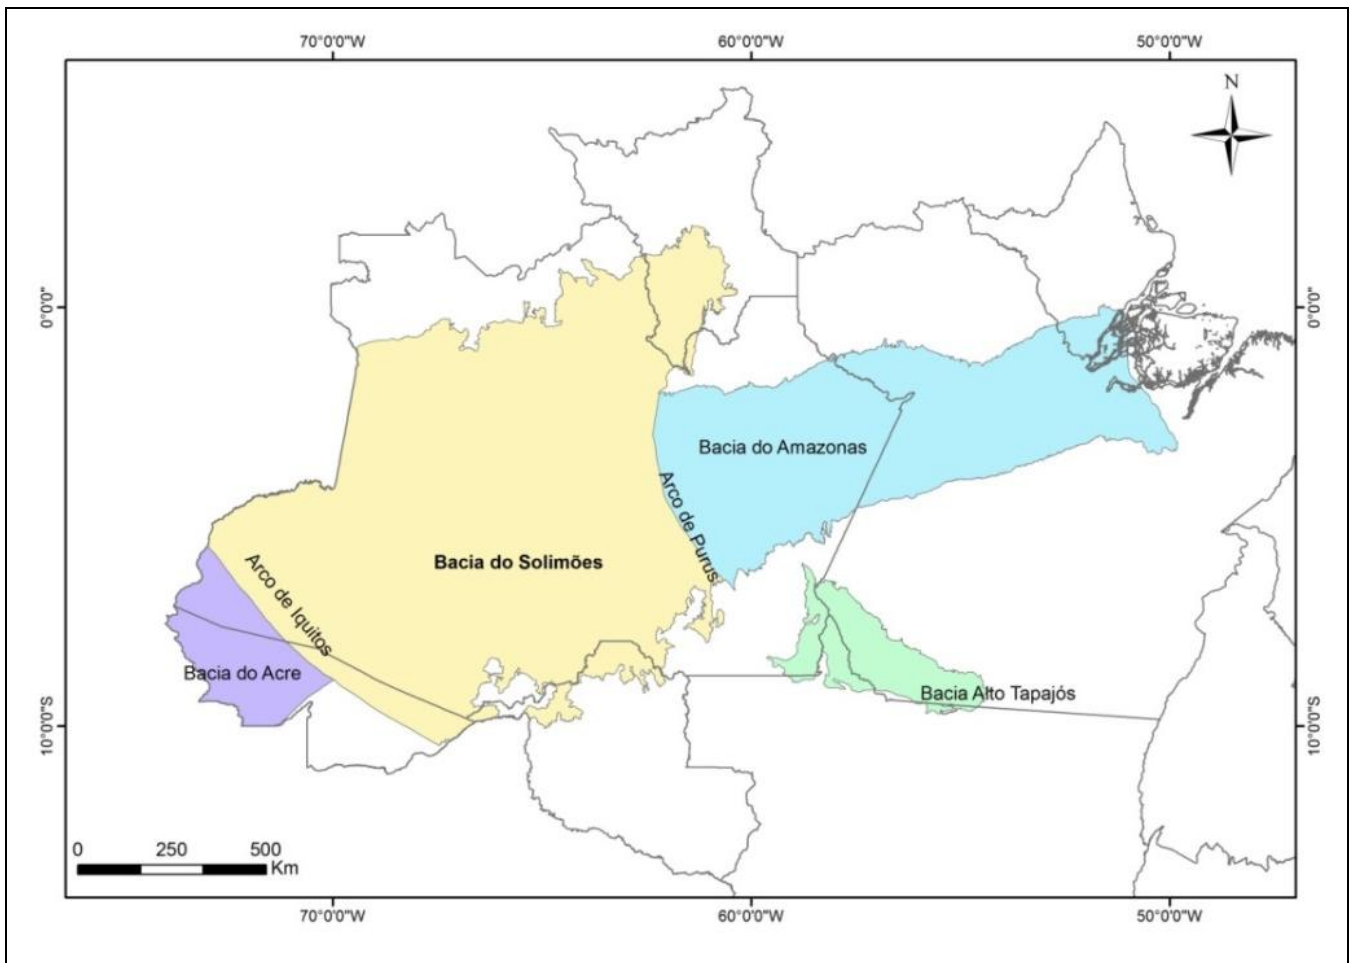 70°0'0"W
60°0'0"W
50°0'0"W
N
0°0'0"
0°0'0"
Bacia do Amazonas
Arco de Purus
Bacia do Solimões
Arco de Iquitos
Bacia do Acre
Bacia Alto Tapajós
10°0'0"S
10°0'0"S
0 250 500
Km
70°0'0"W
60°0'0"W
50°0'0"W